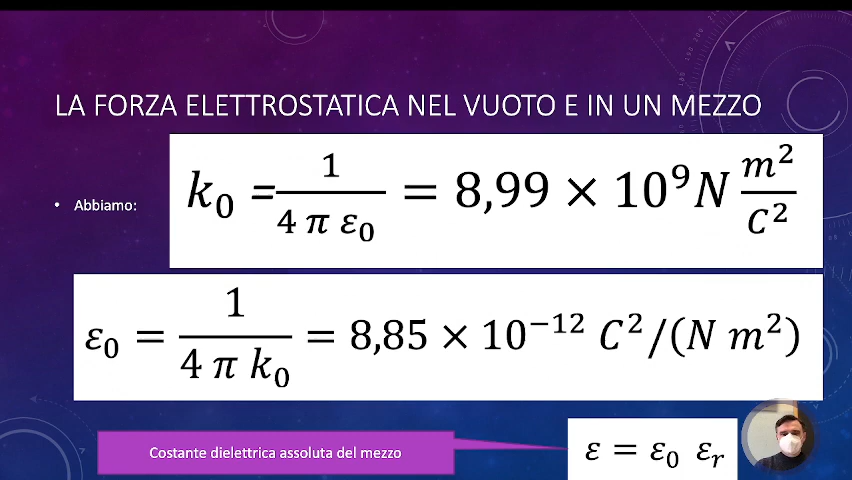 LA FORZA ELETTROSTATICA NEL VUOTO E IN UN MEZZO
• Abbiamo:
k₀ = 1/(4 π ε₀) = 8,99 × 10⁹ N m²/C²
ε₀ = 1/(4 π k₀) = 8,85 × 10⁻¹² C²/(N m²)
Costante dielettrica assoluta del mezzo
ε = ε₀ εᵣ